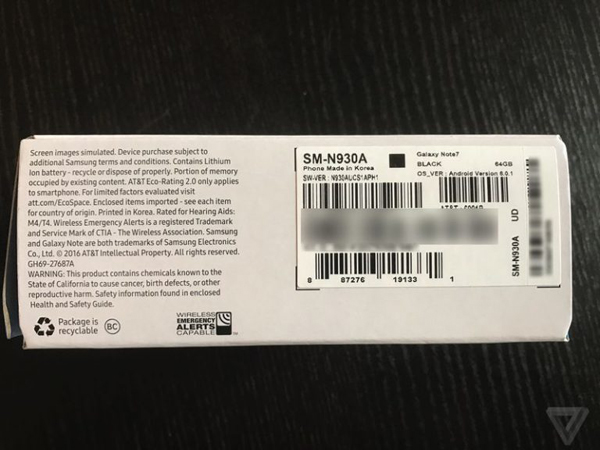 Screen images simulated. Device purchase subject to
additional Samsung terms and conditions. Contains Lithium
Ion battery - recycle or dispose of properly. Portion of memory
occupied by existing content. AT&T Eco-Rating 2.0 only applies
to smartphone. For limited factors evaluated visit
att.com/EcoSpace. Enclosed items imported - see each item
for country of origin. Printed in Korea. Rated for Hearing Aids:
M4/T4. Wireless Emergency Alerts is a registered Trademark
and Service Mark of CTIA - The Wireless Association. Samsung
and Galaxy Note are both trademarks of Samsung Electronics
Co., Ltd. © 2016 AT&T Intellectual Property. All rights reserved.
GH69-27687A
WARNING: This product contains chemicals known to the
State of California to cause cancer, birth defects, or other
reproductive harm. Safety information found in enclosed
Health and Safety Guide.
Package is
recyclable
BC
WIRELESS
EMERGENCY
ALERTS
CAPABLE
SM-N930A
Phone Made in Korea
SW-VER : N930AUCS1APH1
Galaxy Note7
BLACK 64GB
OS_VER : Android Version 6.0.1
8 87276 19133 1
SM-N930A UD